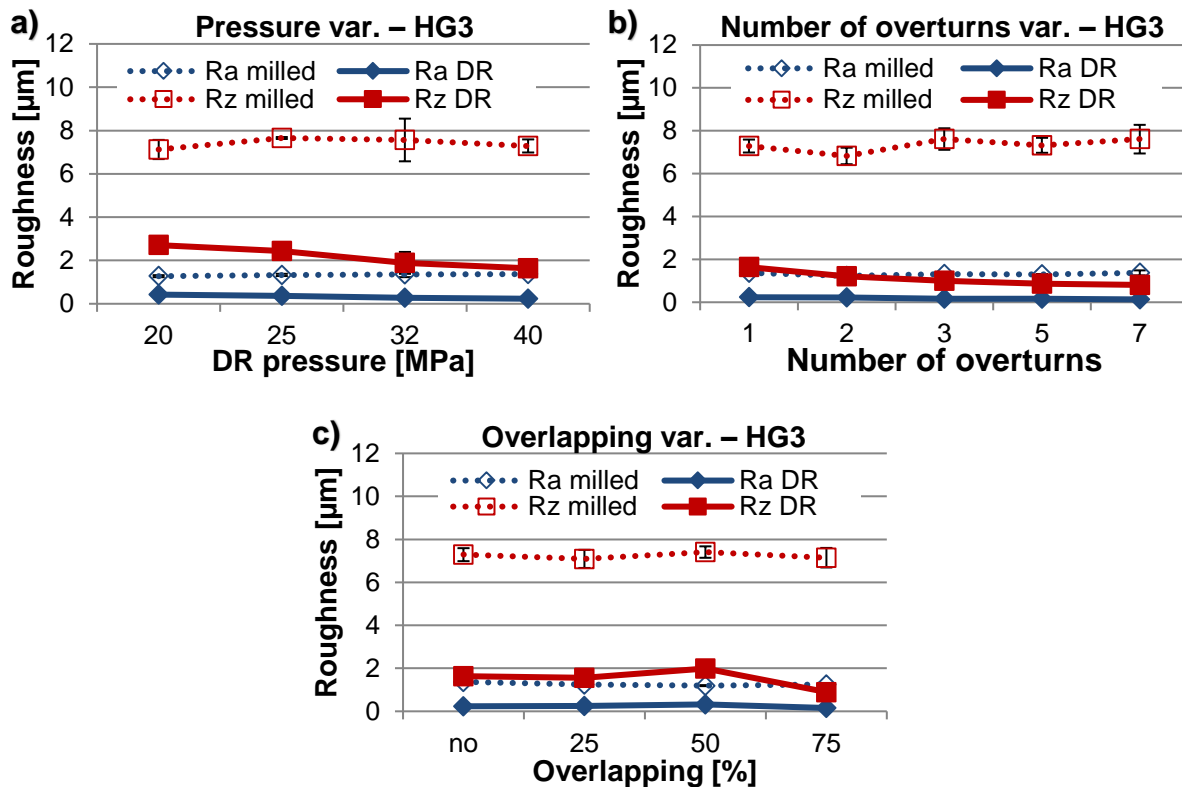 a)
Pressure var. – HG3
12
10
8
6
4
2
0
Roughness [µm]
Ra milled
Ra DR
Rz milled
Rz DR
20 25 32 40
DR pressure [MPa]
b)
Number of overturns var. – HG3
12
10
8
6
4
2
0
Roughness [µm]
Ra milled
Ra DR
Rz milled
Rz DR
1 2 3 5 7
Number of overturns
c)
Overlapping var. – HG3
12
10
8
6
4
2
0
Roughness [µm]
Ra milled
Ra DR
Rz milled
Rz DR
no 25 50 75
Overlapping [%]